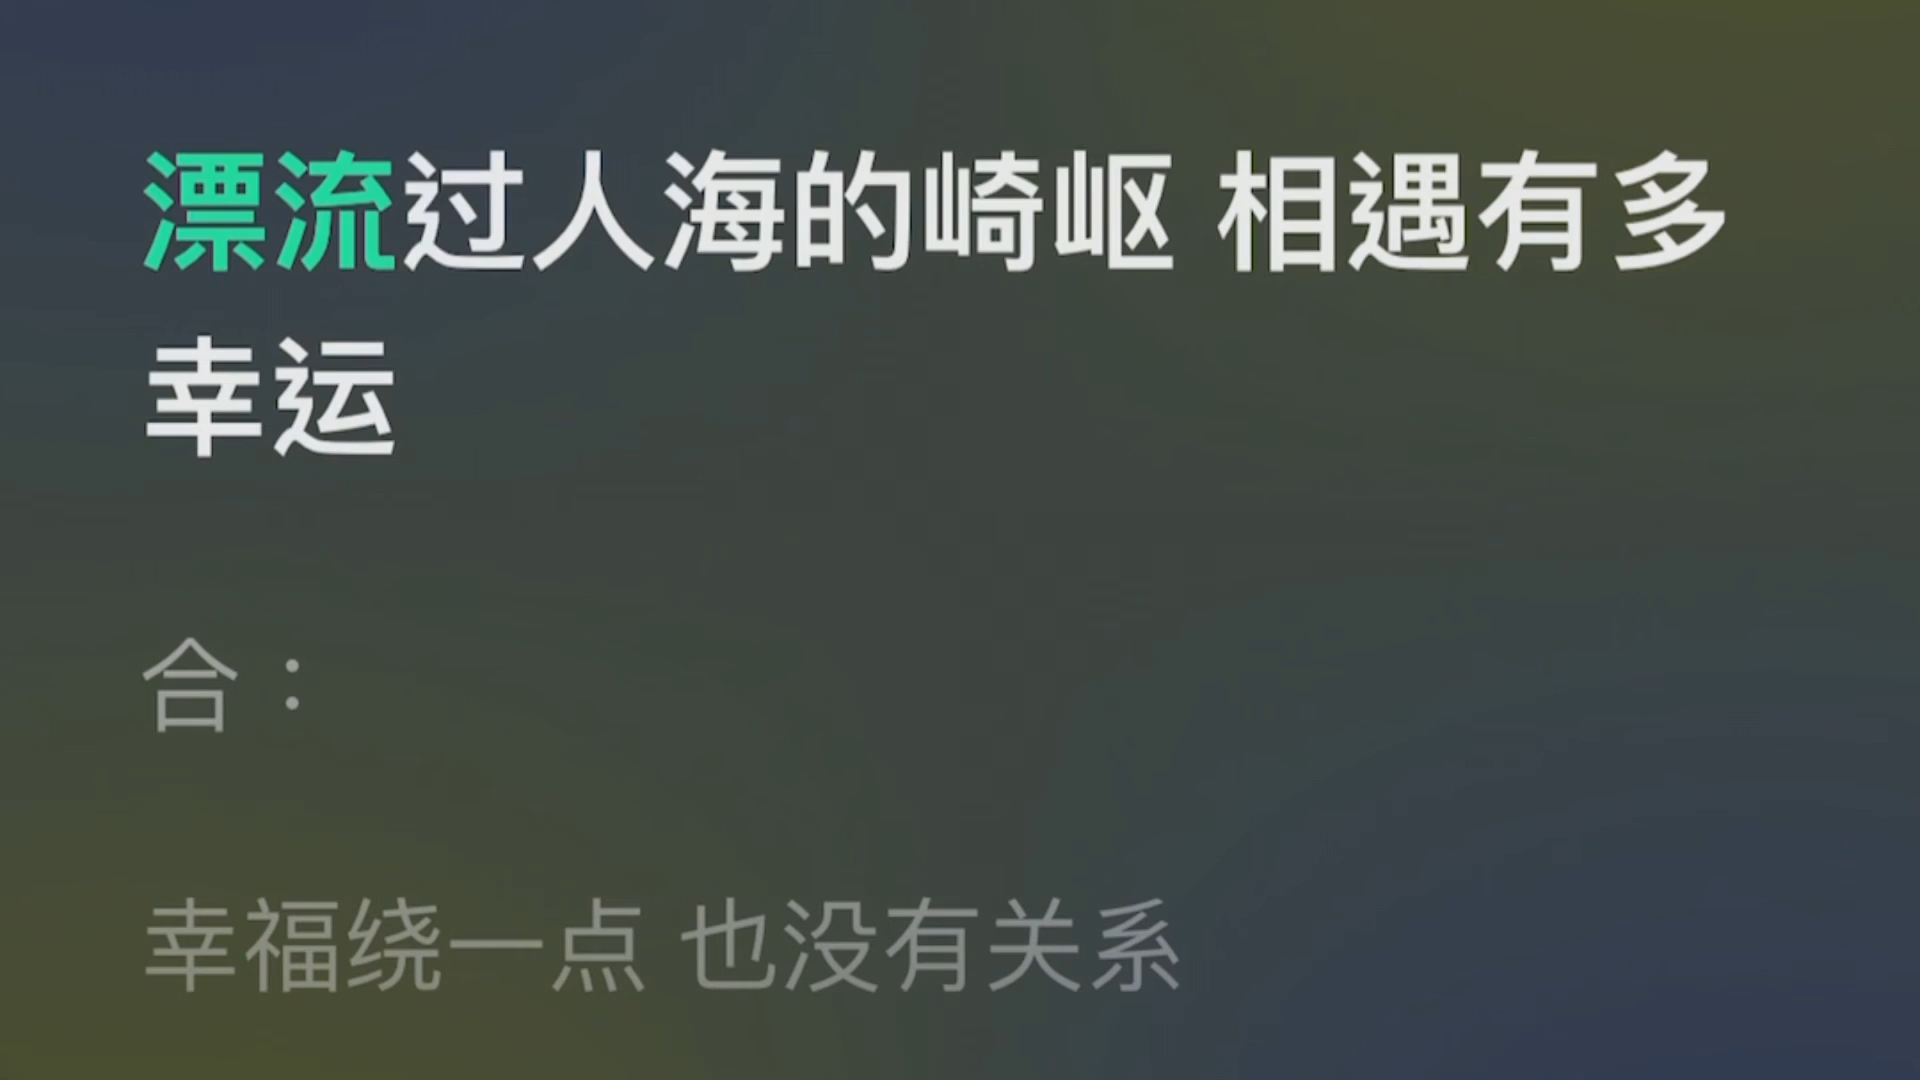 漂流过人海的崎岖 相遇有多
幸运
合：
幸福绕一点 也没有关系